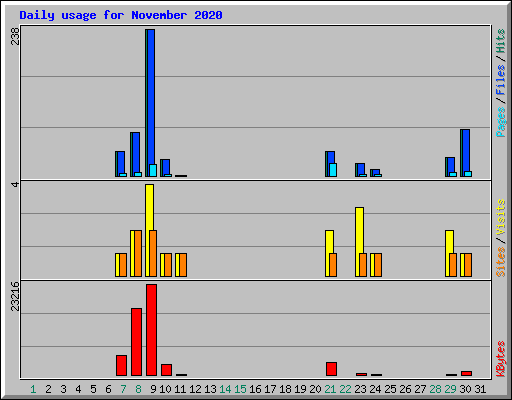 Daily usage for November 2020
238
4
23216
Pages/Files/Hits
Sites/Visits
KBytes
1 2 3 4 5 6 7 8 9 10 11 12 13 14 15 16 17 18 19 20 21 22 23 24 25 26 27 28 29 30 31